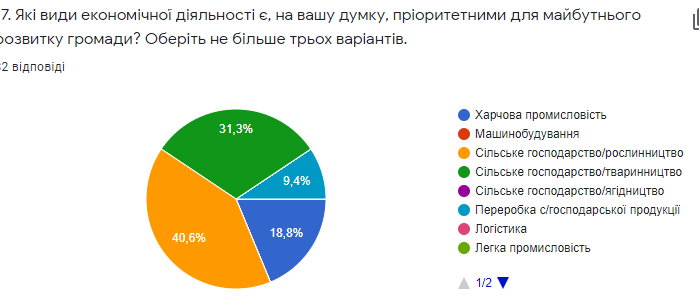 7. Які види економічної діяльності є, на вашу думку, пріоритетними для майбутнього
розвитку громади? Оберіть не більше трьох варіантів.
32 відповіді
31,3%
9,4%
40,6%
18,8%
Харчова промисловість
Машинобудування
Сільське господарство/рослинництво
Сільське господарство/тваринництво
Сільське господарство/ягідництво
Переробка с/господарської продукції
Логістика
Легка промисловість
1/2